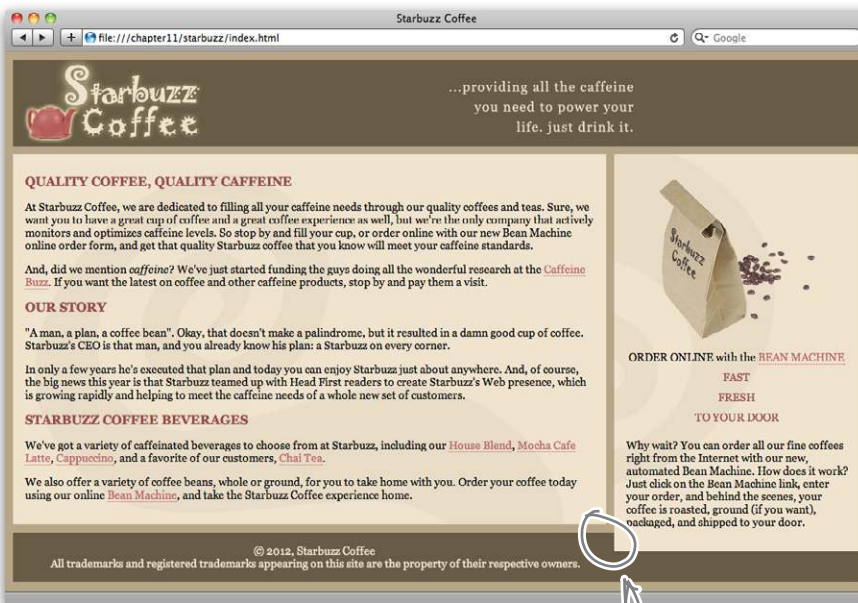 Starbuzz Coffee
file:///chapter11/starbuzz/index.html
Google
Starbuzz
Coffee
...providing all the caffeine
you need to power your
life. just drink it.
QUALITY COFFEE, QUALITY CAFFEINE
At Starbuzz Coffee, we are dedicated to filling all your caffeine needs through our quality coffees and teas. Sure, we
want you to have a great cup of coffee and a great coffee experience as well, but we're the only company that actively
monitors and optimizes caffeine levels. So stop by and fill your cup, or order online with our new Bean Machine
online order form, and get that quality Starbuzz coffee that you know will meet your caffeine standards.
And, did we mention caffeine? We've just started funding the guys doing all the wonderful research at the Caffeine
Buzz. If you want the latest on coffee and other caffeine products, stop by and pay them a visit.
OUR STORY
"A man, a plan, a coffee bean". Okay, that doesn't make a palindrome, but it resulted in a damn good cup of coffee.
Starbuzz's CEO is that man, and you already know his plan: a Starbuzz on every corner.
In only a few years he's executed that plan and today you can enjoy Starbuzz just about anywhere. And, of course,
the big news this year is that Starbuzz teamed up with Head First readers to create Starbuzz's Web presence, which
is growing rapidly and helping to meet the caffeine needs of a whole new set of customers.
STARBUZZ COFFEE BEVERAGES
We've got a variety of caffeinated beverages to choose from at Starbuzz, including our House Blend, Mocha Cafe
Latte, Cappuccino, and a favorite of our customers, Chai Tea.
We also offer a variety of coffee beans, whole or ground, for you to take home with you. Order your coffee today
using our online Bean Machine, and take the Starbuzz Coffee experience home.
Starbuzz
Coffee
ORDER ONLINE with the BEAN MACHINE
FAST
FRESH
TO YOUR DOOR
Why wait? You can order all our fine coffees
right from the Internet with our new,
automated Bean Machine. How does it work?
Just click on the Bean Machine link, enter
your order, and behind the scenes, your
coffee is roasted, ground (if you want),
packaged, and shipped to your door.
© 2012, Starbuzz Coffee
All trademarks and registered trademarks appearing on this site are the property of their respective owners.